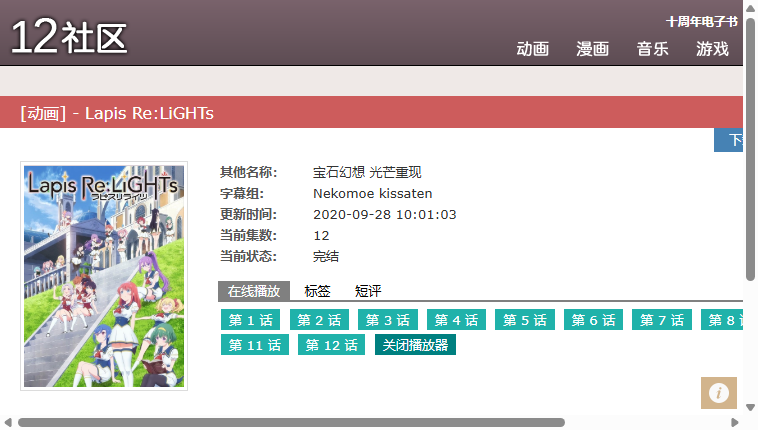 12社区
十周年电子书
动画 漫画 音乐 游戏
[动画] - Lapis Re:LiGHTs
Lapis Re:LiGHTs
ラピスリライツ
其他名称: 宝石幻想 光芒重现
字幕组: Nekomoe kissaten
更新时间: 2020-09-28 10:01:03
当前集数: 12
当前状态: 完结
在线播放 标签 短评
第 1 话 第 2 话 第 3 话 第 4 话 第 5 话 第 6 话 第 7 话 第 8
第 11 话 第 12 话 关闭播放器